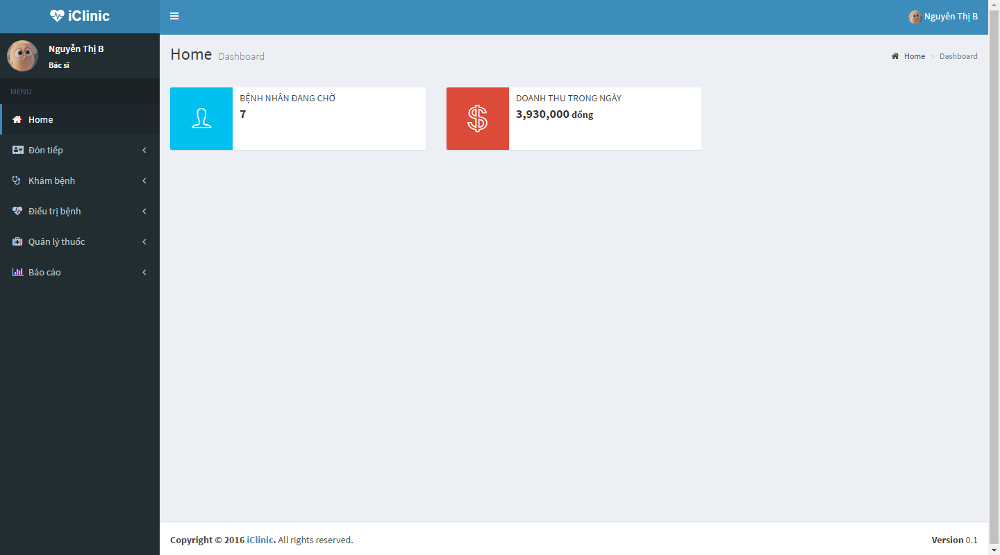 iClinic
Nguyễn Thị B
Nguyễn Thị B
Bác sĩ
MENU
Home
Đón tiếp
Khám bệnh
Điều trị bệnh
Quản lý thuốc
Báo cáo
Home Dashboard
Home > Dashboard
BỆNH NHÂN ĐANG CHỜ
7
DOANH THU TRONG NGÀY
3,930,000 đồng
Copyright © 2016 iClinic. All rights reserved.
Version 0.1